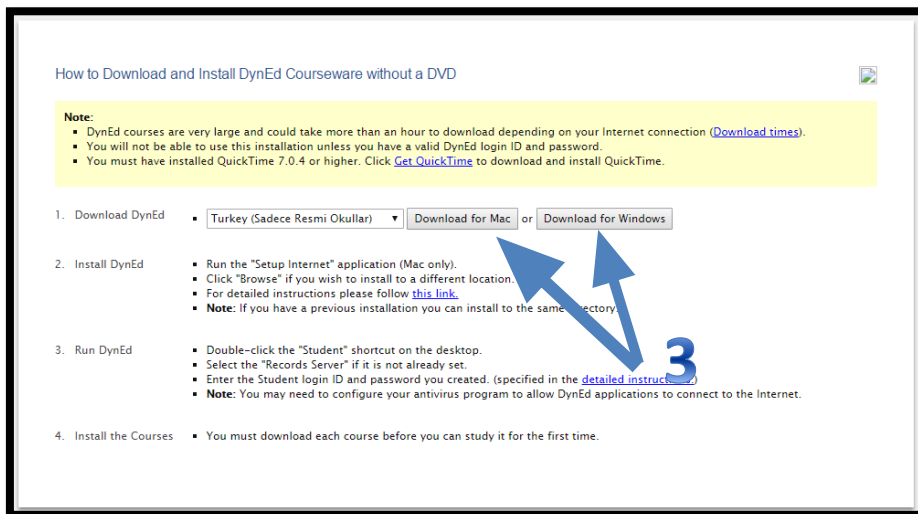 How to Download and Install DynEd Courseware without a DVD
Note:
DynEd courses are very large and could take more than an hour to download depending on your Internet connection (Download times).
You will not be able to use this installation unless you have a valid DynEd login ID and password.
You must have installed QuickTime 7.0.4 or higher. Click Get QuickTime to download and install QuickTime.
1. Download DynEd ▪ Turkey (Sadece Resmi Okullar) ▼ Download for Mac or Download for Windows
2. Install DynEd ▪ Run the "Setup Internet" application (Mac only).
▪ Click "Browse" if you wish to install to a different location.
▪ For detailed instructions please follow this link.
▪ Note: If you have a previous installation you can install to the same directory.
3. Run DynEd ▪ Double-click the "Student" shortcut on the desktop.
▪ Select the "Records Server" if it is not already set.
▪ Enter the Student login ID and password you created. (specified in the detailed
▪ Note: You may need to configure your antivirus program to allow DynEd applications to connect to the Internet.
3
4. Install the Courses ▪ You must download each course before you can study it for the first time.